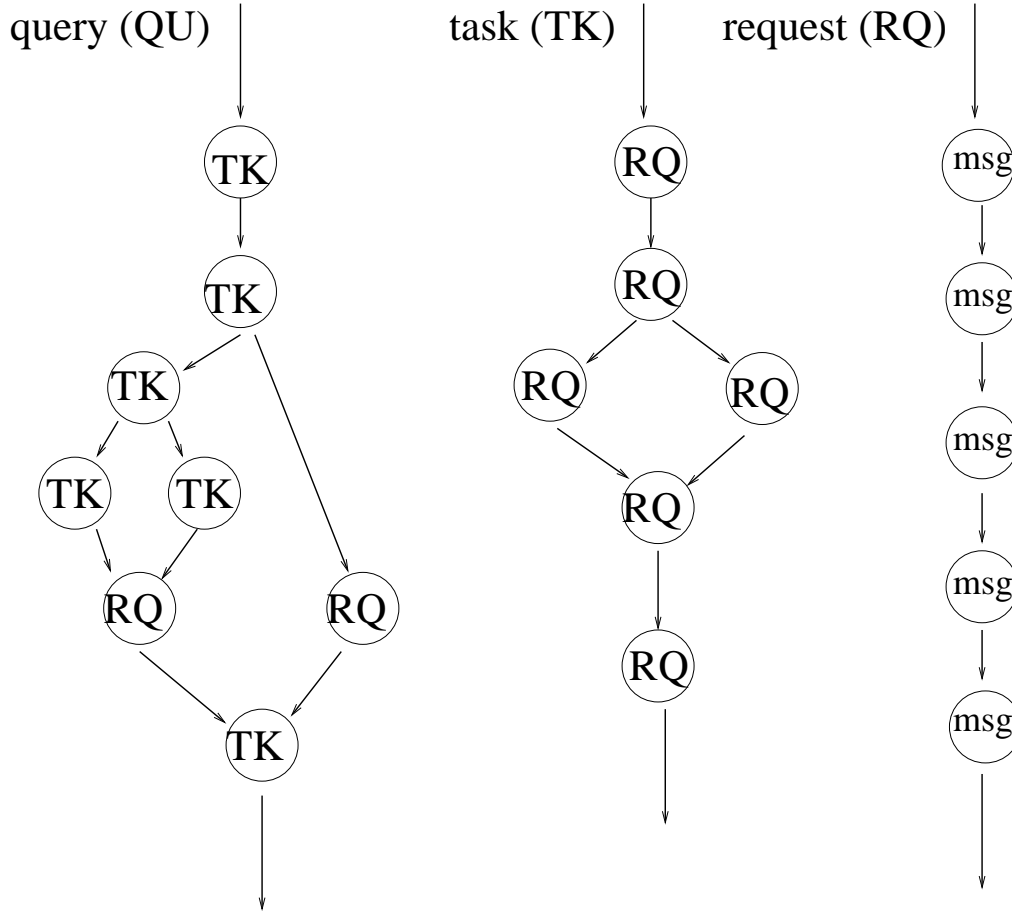 query (QU)
task (TK)
request (RQ)
TK
TK
TK
TK
TK
RQ
RQ
TK
RQ
RQ
RQ
RQ
RQ
RQ
msg
msg
msg
msg
msg